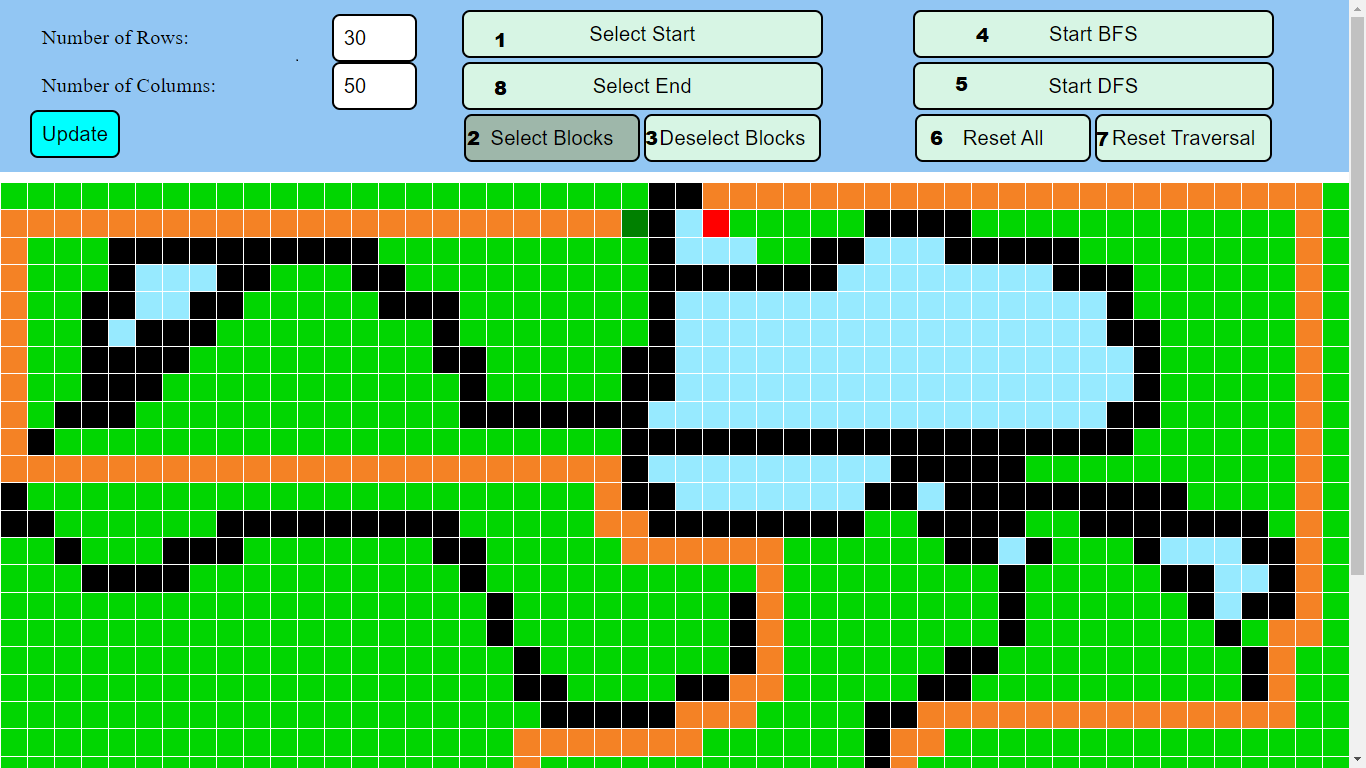 Number of Rows: 30
1 Select Start
4 Start BFS
Number of Columns: 50
8 Select End
5 Start DFS
Update
2 Select Blocks
3 Deselect Blocks
6 Reset All
7 Reset Traversal